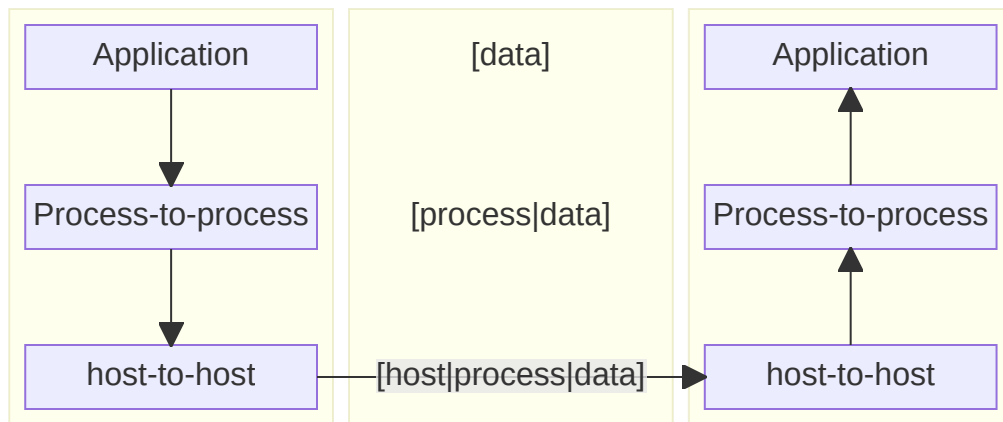 Application
[data]
Application
Process-to-process
[process|data]
Process-to-process
host-to-host
[host|process|data]
host-to-host